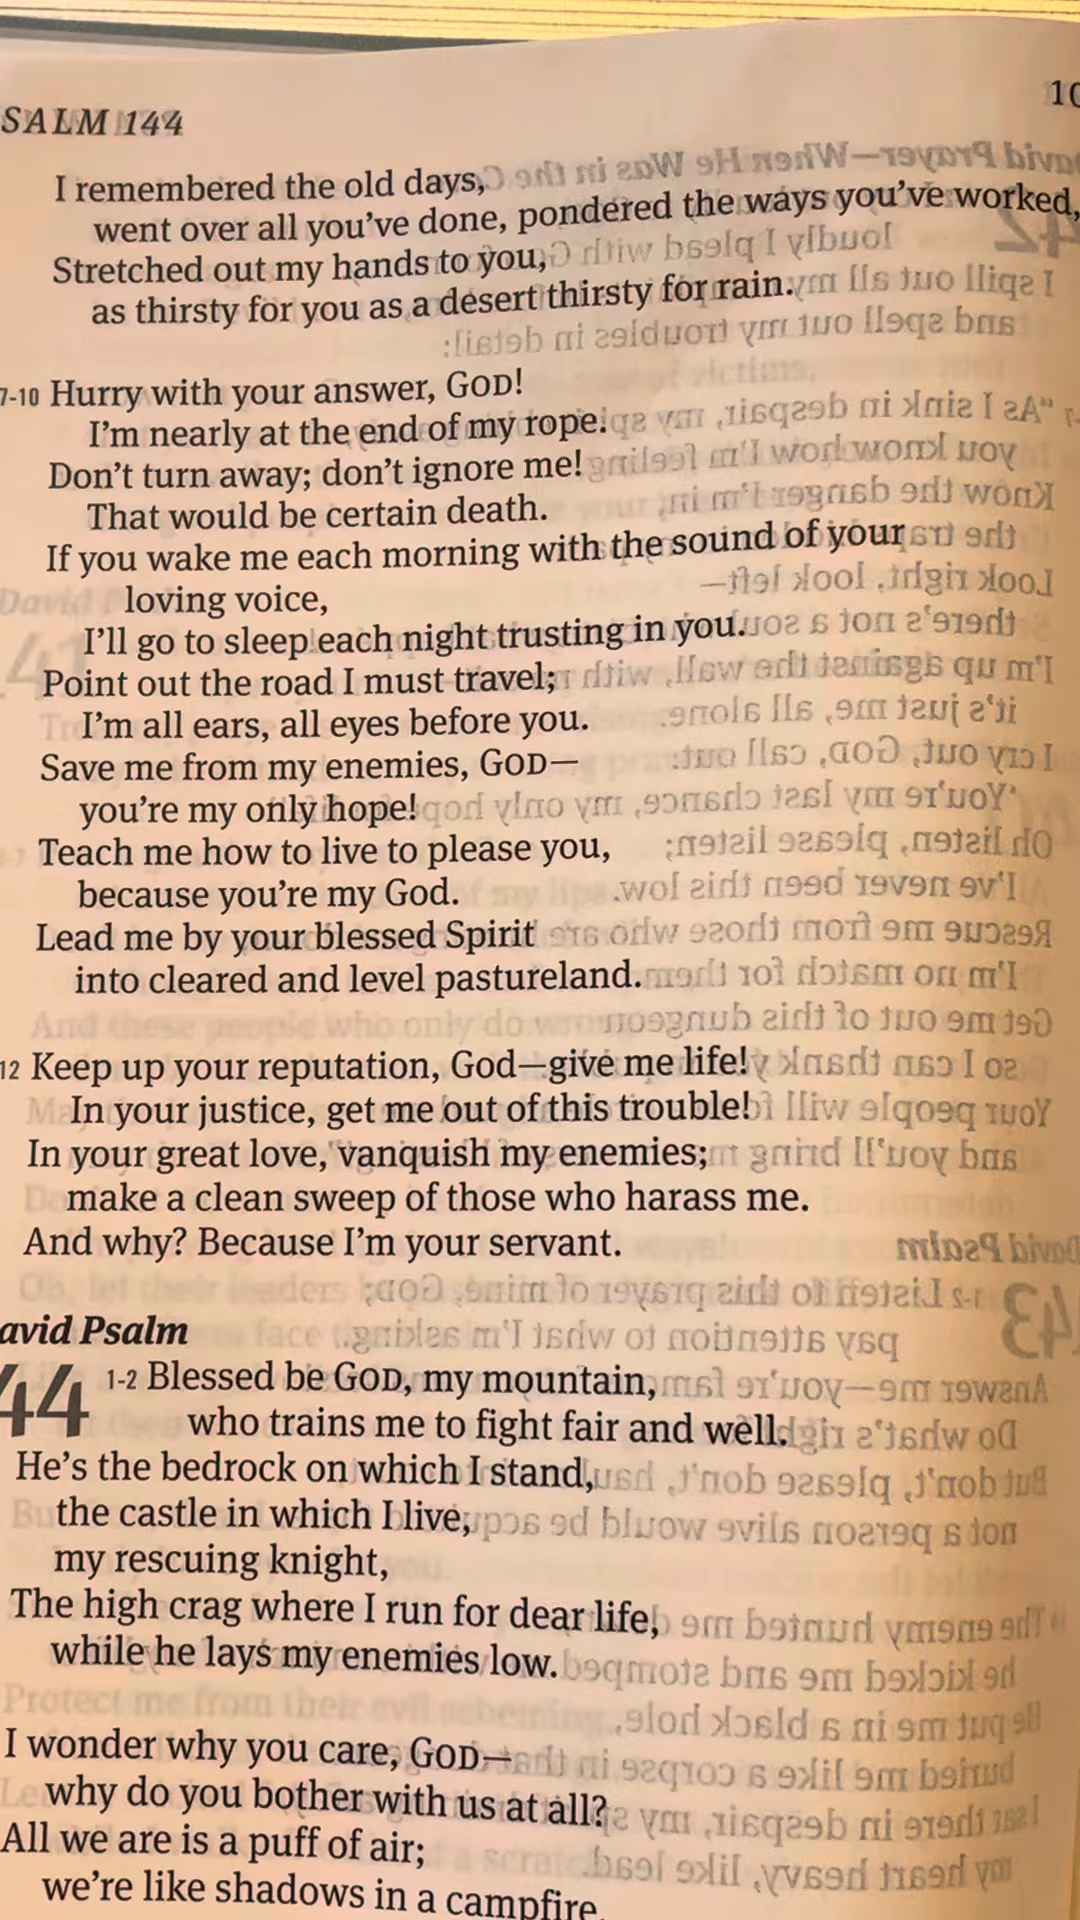 SALM 144
10
I remembered the old days,
went over all you've done, pondered the ways you've worked,
Stretched out my hands to you,
as thirsty for you as a desert thirsty for rain.
7-10 Hurry with your answer, GOD!
I'm nearly at the end of my rope.
Don't turn away; don't ignore me!
That would be certain death.
If you wake me each morning with the sound of your
loving voice,
I'll go to sleep each night trusting in you.
Point out the road I must travel;
I'm all ears, all eyes before you.
Save me from my enemies, GOD—
you're my only hope!
Teach me how to live to please you,
because you're my God.
Lead me by your blessed Spirit
into cleared and level pastureland.
12 Keep up your reputation, God—give me life!
In your justice, get me out of this trouble!
In your great love, vanquish my enemies;
make a clean sweep of those who harass me.
And why? Because I'm your servant.
avid Psalm
44 1-2 Blessed be GOD, my mountain,
who trains me to fight fair and well.
He's the bedrock on which I stand,
the castle in which I live,
my rescuing knight,
The high crag where I run for dear life,
while he lays my enemies low.
I wonder why you care, GOD—
why do you bother with us at all?
All we are is a puff of air;
we're like shadows in a campfire.